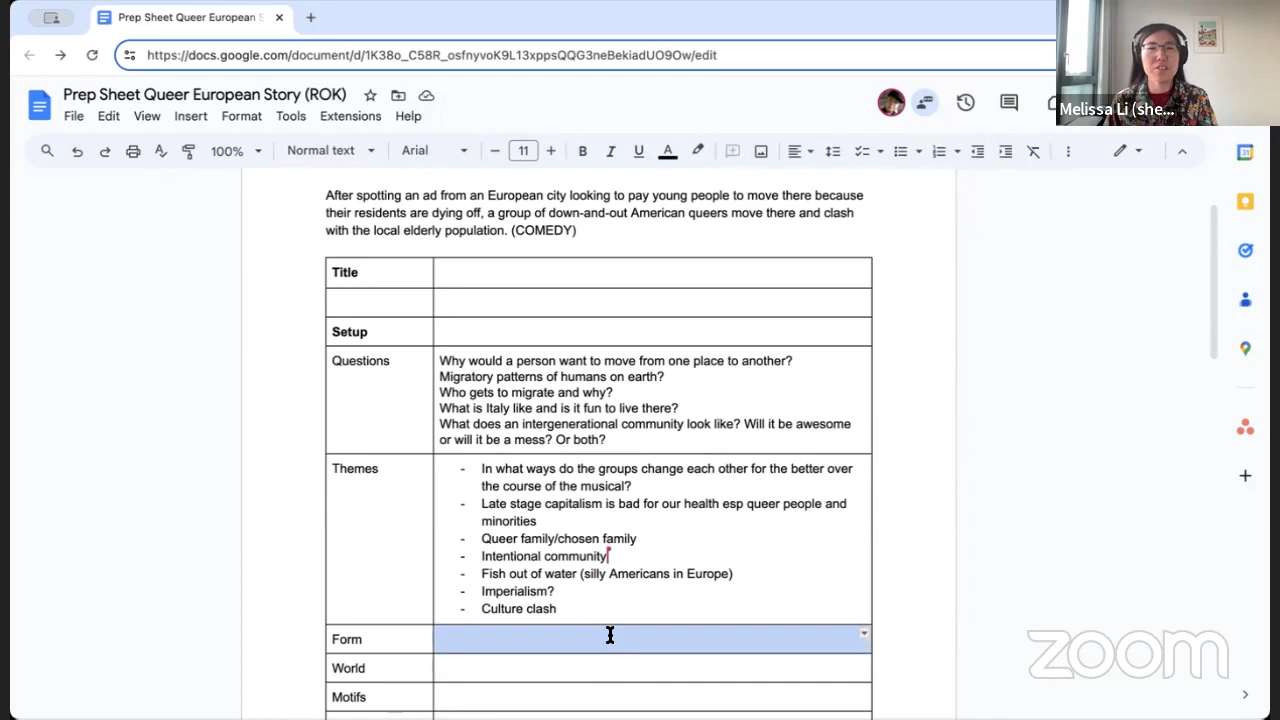 Prep Sheet Queer European S
https://docs.google.com/document/d/1K38o_C58R_osfnyvoK9L13xppsQQG3neBekiadUO9Ow/edit
Prep Sheet Queer European Story (ROK)
File Edit View Insert Format Tools Extensions Help
Melissa Li (she...
100% Normal text Arial 11 B I U A
31
After spotting an ad from an European city looking to pay young people to move there because
their residents are dying off, a group of down-and-out American queers move there and clash
with the local elderly population. (COMEDY)
Title
Setup
Questions
Why would a person want to move from one place to another?
Migratory patterns of humans on earth?
Who gets to migrate and why?
What is Italy like and is it fun to live there?
What does an intergenerational community look like? Will it be awesome
or will it be a mess? Or both?
Themes
- In what ways do the groups change each other for the better over
the course of the musical?
- Late stage capitalism is bad for our health esp queer people and
minorities
- Queer family/chosen family
- Intentional community
- Fish out of water (silly Americans in Europe)
- Imperialism?
- Culture clash
Form
World
Motifs
zoom